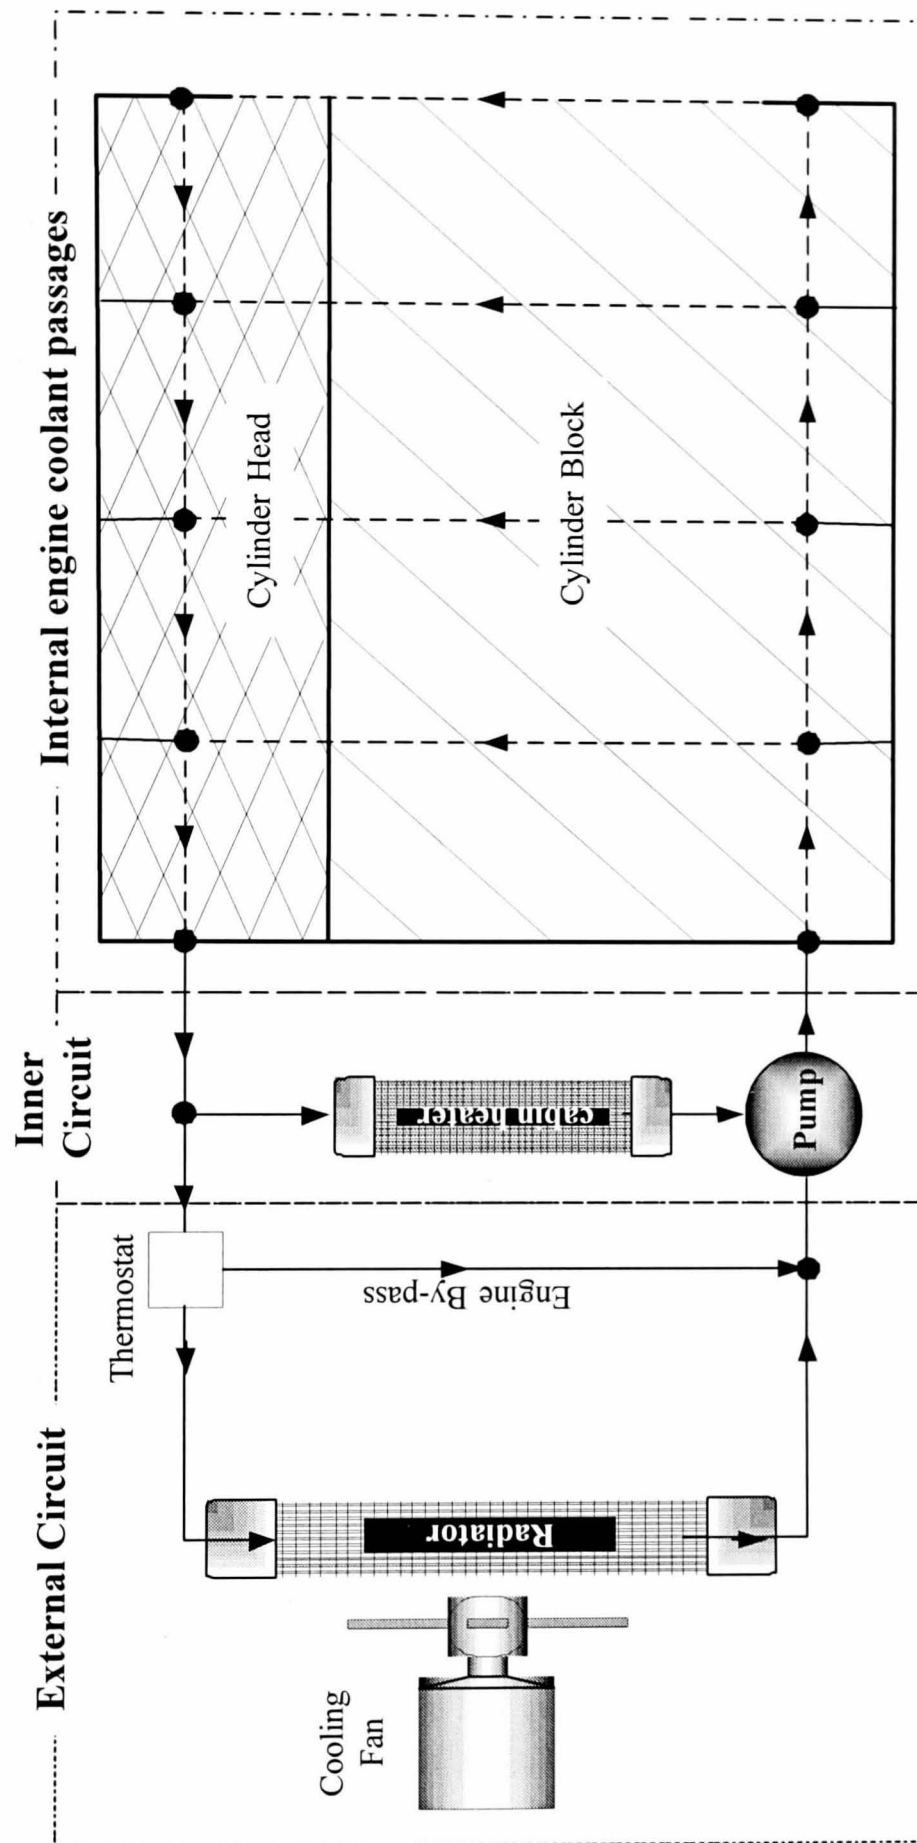 External Circuit
Inner
Circuit
Internal engine coolant passages
Thermostat
Cooling
Fan
Radiator
Engine By-pass
cabin heater
Pump
Cylinder Head
Cylinder Block